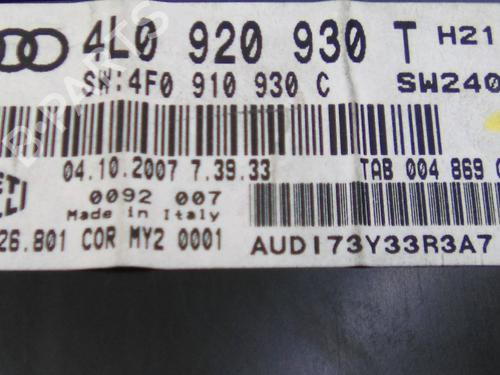 4L0 920 930 T H21
SW:4F0 910 930 C SW240
04.10.2007 7.39.33 TAB 004 869
0092 007
Made in Italy
26.801 COR MY2 0001 AUDI73Y33R3A7
B-PARTS